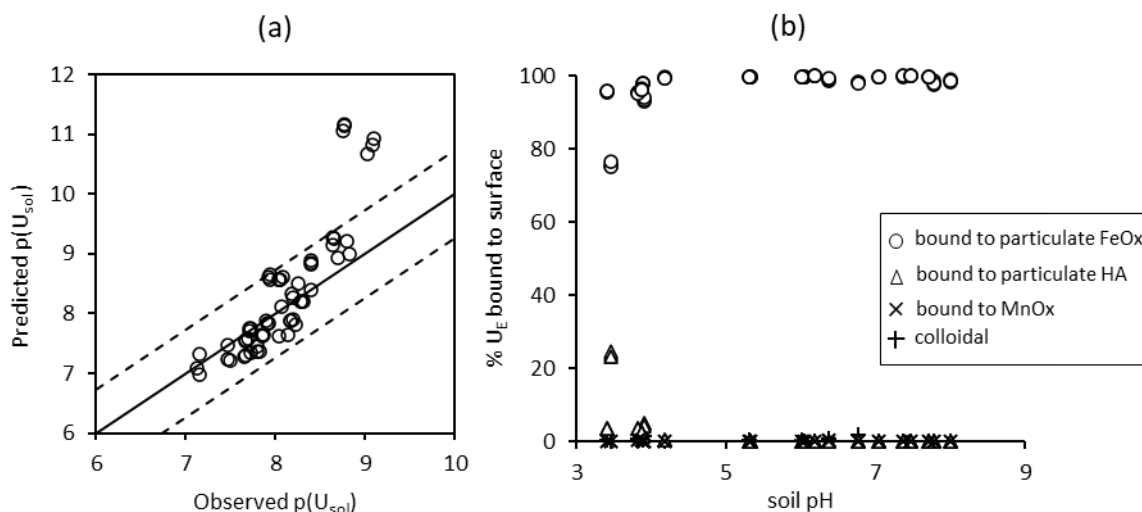 (a)
12
11
10
9
8
7
6
Predicted p(Usol)
6 7 8 9 10
Observed p(Usol)
(b)
100
80
60
40
20
0
% UE bound to surface
3 5 7 9
soil pH
bound to particulate FeOx
bound to particulate HA
bound to MnOx
colloidal